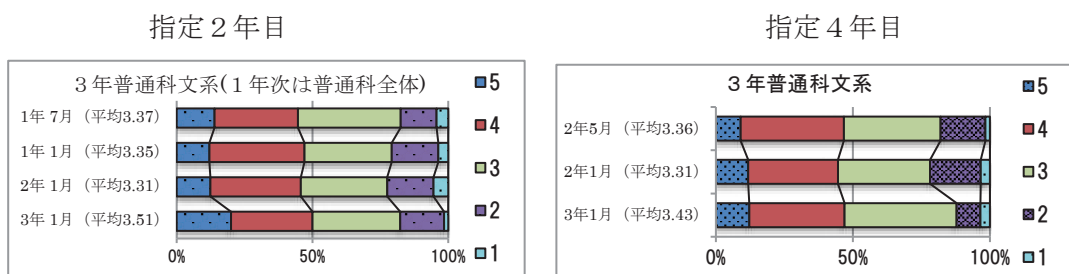 指定２年目
３年普通科文系(１年次は普通科全体)
1年 7月（平均3.37）
1年 1月（平均3.35）
2年 1月（平均3.31）
3年 1月（平均3.51）
0%
50%
100%
5
4
3
2
1
指定４年目
３年普通科文系
2年5月（平均3.36）
2年1月（平均3.31）
3年1月（平均3.43）
0%
50%
100%
5
4
3
2
1